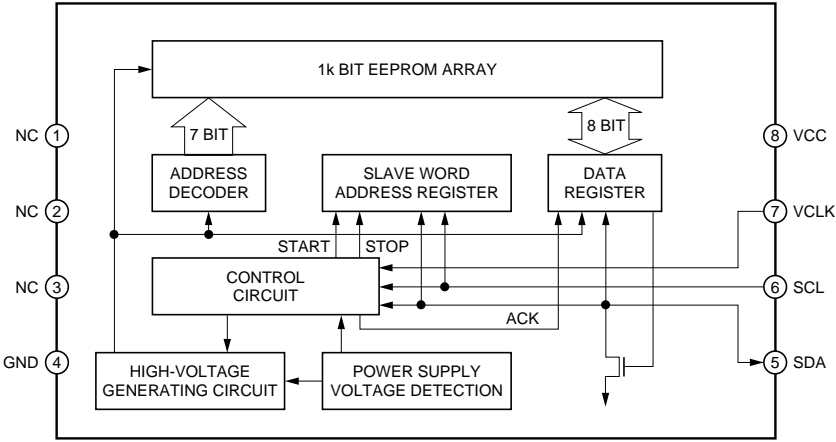 1k BIT EEPROM ARRAY
NC 1
7 BIT
8 BIT
8 VCC
ADDRESS
DECODER
SLAVE WORD
ADDRESS REGISTER
DATA
REGISTER
NC 2
7 VCLK
START
STOP
NC 3
CONTROL
CIRCUIT
6 SCL
ACK
GND 4
HIGH-VOLTAGE
GENERATING CIRCUIT
POWER SUPPLY
VOLTAGE DETECTION
5 SDA